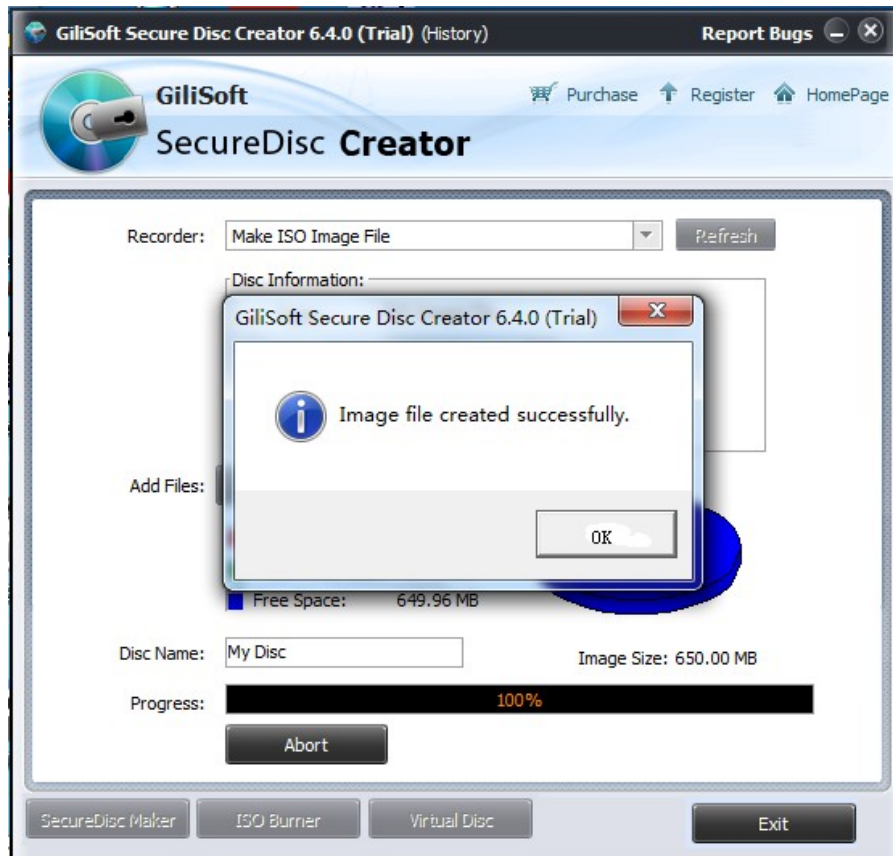 GiliSoft Secure Disc Creator 6.4.0 (Trial) (History) Report Bugs
GiliSoft
Purchase Register HomePage
SecureDisc Creator
Recorder: Make ISO Image File Refresh
Disc Information:
GiliSoft Secure Disc Creator 6.4.0 (Trial)
Image file created successfully.
Add Files:
OK
Free Space: 649.96 MB
Disc Name: My Disc Image Size: 650.00 MB
Progress: 100%
Abort
SecureDisc Maker ISO Burner Virtual Disc Exit